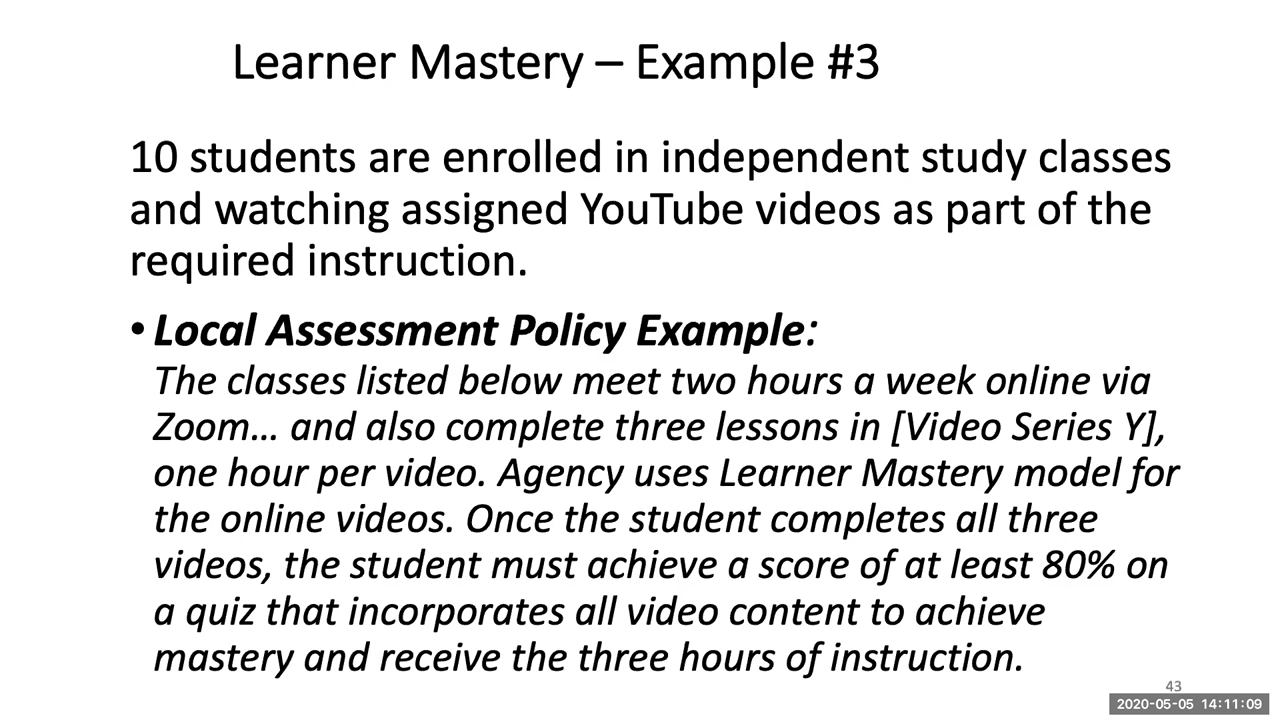 Learner Mastery – Example #3
10 students are enrolled in independent study classes
and watching assigned YouTube videos as part of the
required instruction.
• Local Assessment Policy Example:
The classes listed below meet two hours a week online via
Zoom… and also complete three lessons in [Video Series Y],
one hour per video. Agency uses Learner Mastery model for
the online videos. Once the student completes all three
videos, the student must achieve a score of at least 80% on
a quiz that incorporates all video content to achieve
mastery and receive the three hours of instruction.
43
2020-05-05 14:11:09